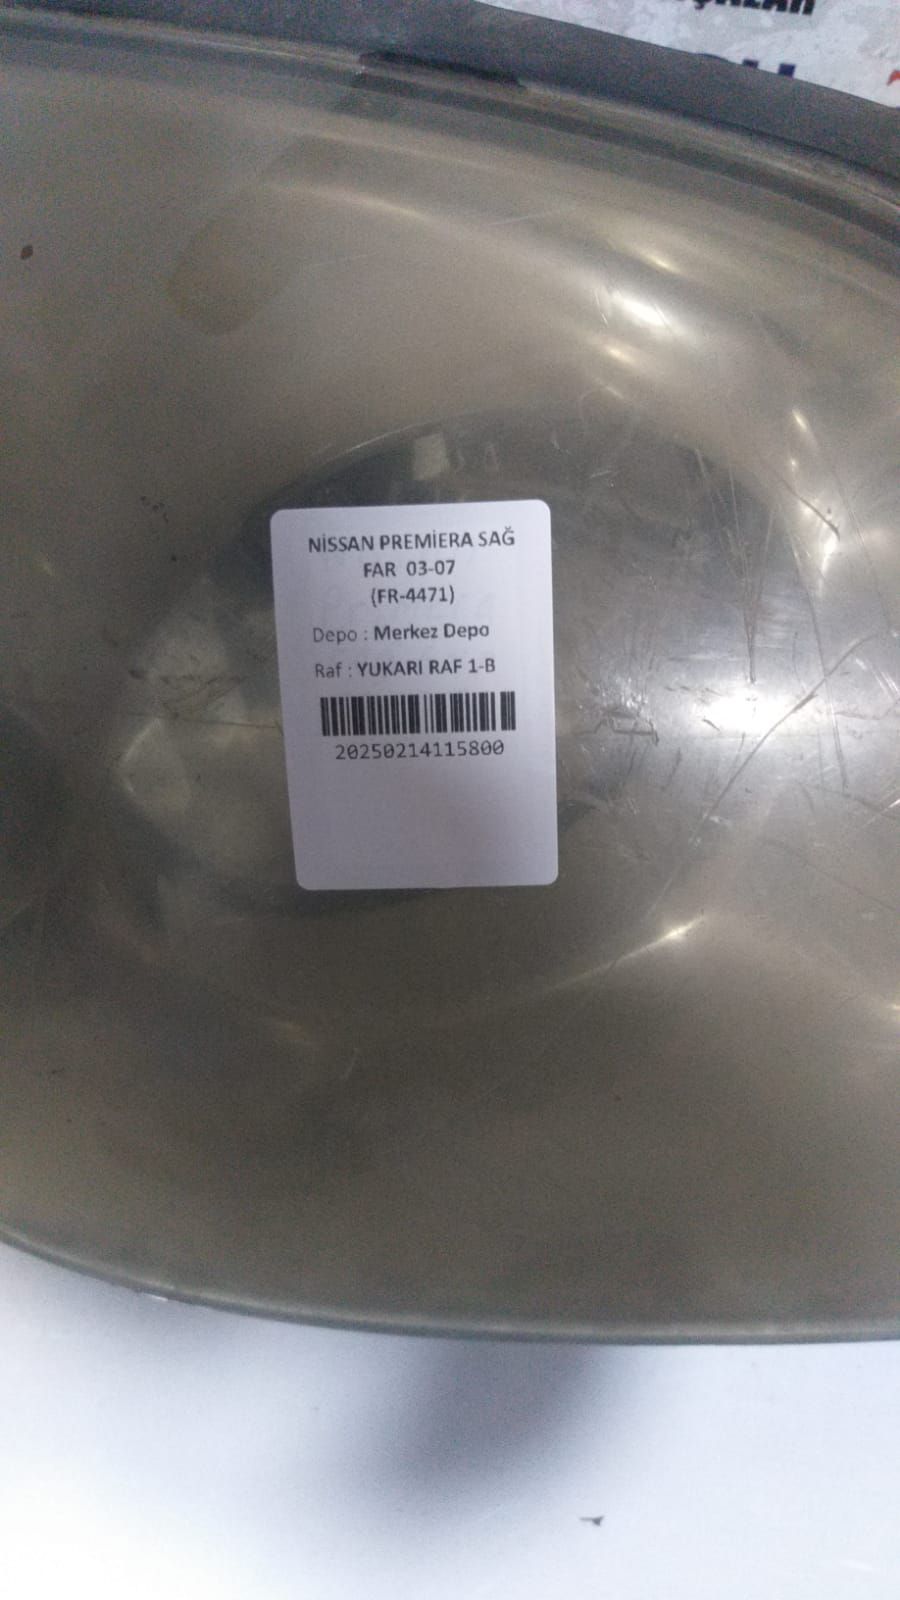 NİSSAN PREMİERA SAĞ
FAR 03-07
(FR-4471)
Depo : Merkez Depo
Raf : YUKARI RAF 1-B
20250214115800